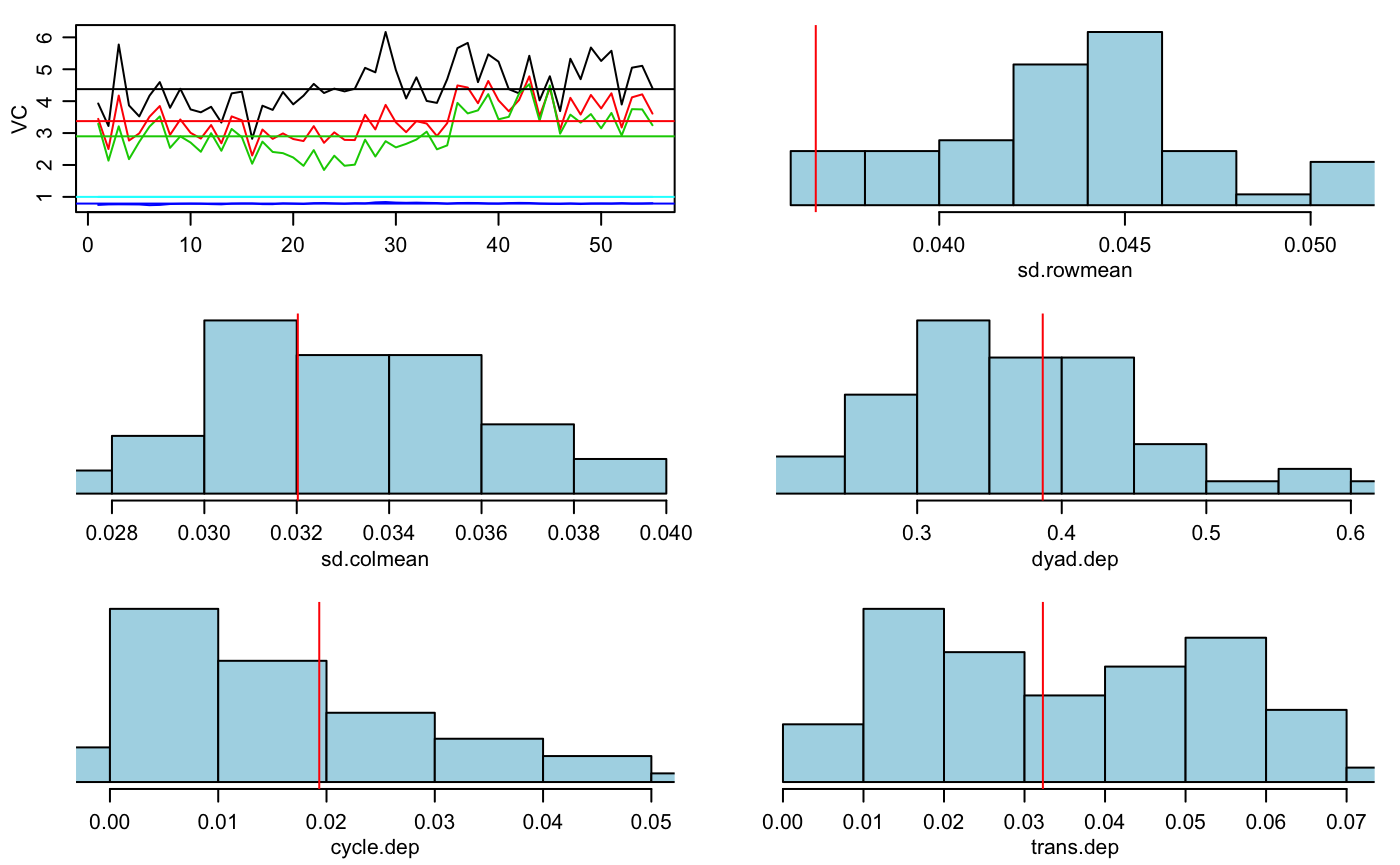 VC
6
5
4
3
2
1
0 10 20 30 40 50
0.040 0.045 0.050
sd.rowmean
0.028 0.030 0.032 0.034 0.036 0.038 0.040
sd.colmean
0.3 0.4 0.5 0.6
dyad.dep
0.00 0.01 0.02 0.03 0.04 0.05
cycle.dep
0.00 0.01 0.02 0.03 0.04 0.05 0.06 0.07
trans.dep